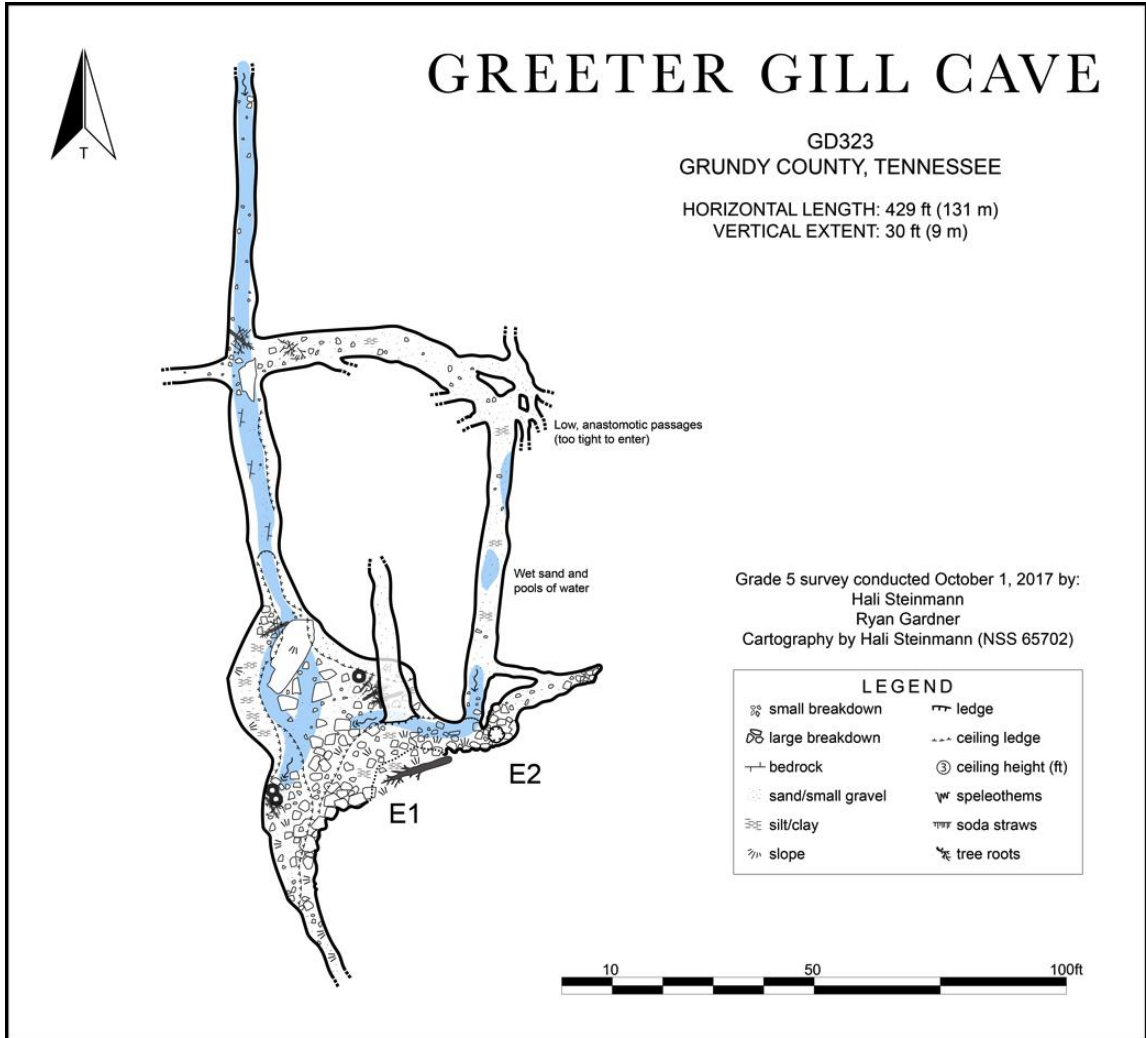 GREETER GILL CAVE
GD323
GRUNDY COUNTY, TENNESSEE
HORIZONTAL LENGTH: 429 ft (131 m)
VERTICAL EXTENT: 30 ft (9 m)
T
Low, anastomotic passages
(too tight to enter)
Wet sand and
pools of water
Grade 5 survey conducted October 1, 2017 by:
Hali Steinmann
Ryan Gardner
Cartography by Hali Steinmann (NSS 65702)
E2
E1
LEGEND
small breakdown
large breakdown
bedrock
sand/small gravel
silt/clay
slope
ledge
ceiling ledge
3 ceiling height (ft)
speleothems
soda straws
tree roots
10 50 100ft